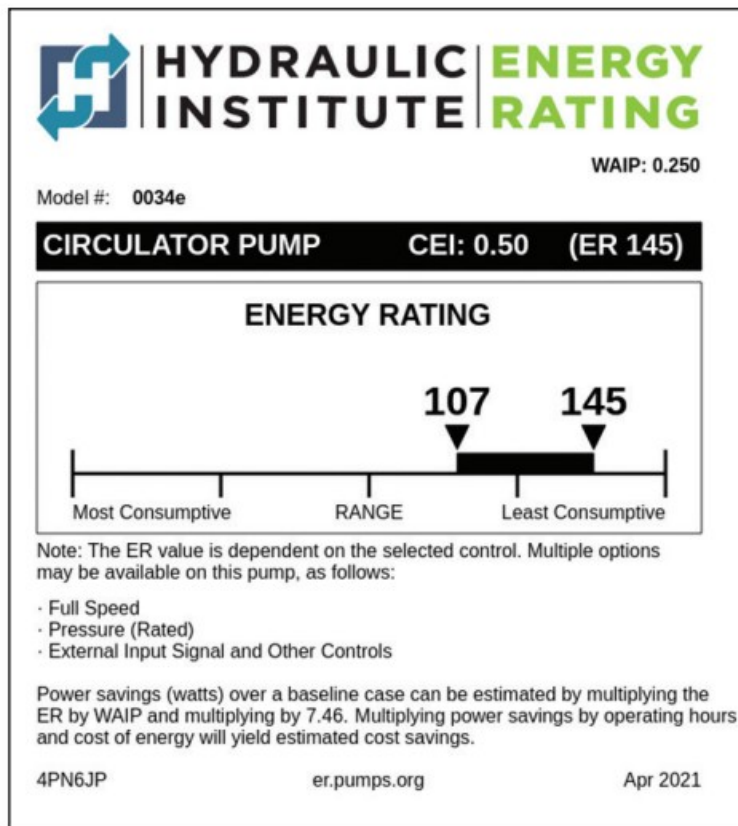 HYDRAULIC ENERGY
INSTITUTE RATING
WAIP: 0.250
Model #: 0034e
CIRCULATOR PUMP CEI: 0.50 (ER 145)
ENERGY RATING
107 145
Most Consumptive RANGE Least Consumptive
Note: The ER value is dependent on the selected control. Multiple options
may be available on this pump, as follows:
· Full Speed
· Pressure (Rated)
· External Input Signal and Other Controls
Power savings (watts) over a baseline case can be estimated by multiplying the
ER by WAIP and multiplying by 7.46. Multiplying power savings by operating hours
and cost of energy will yield estimated cost savings.
4PN6JP er.pumps.org Apr 2021